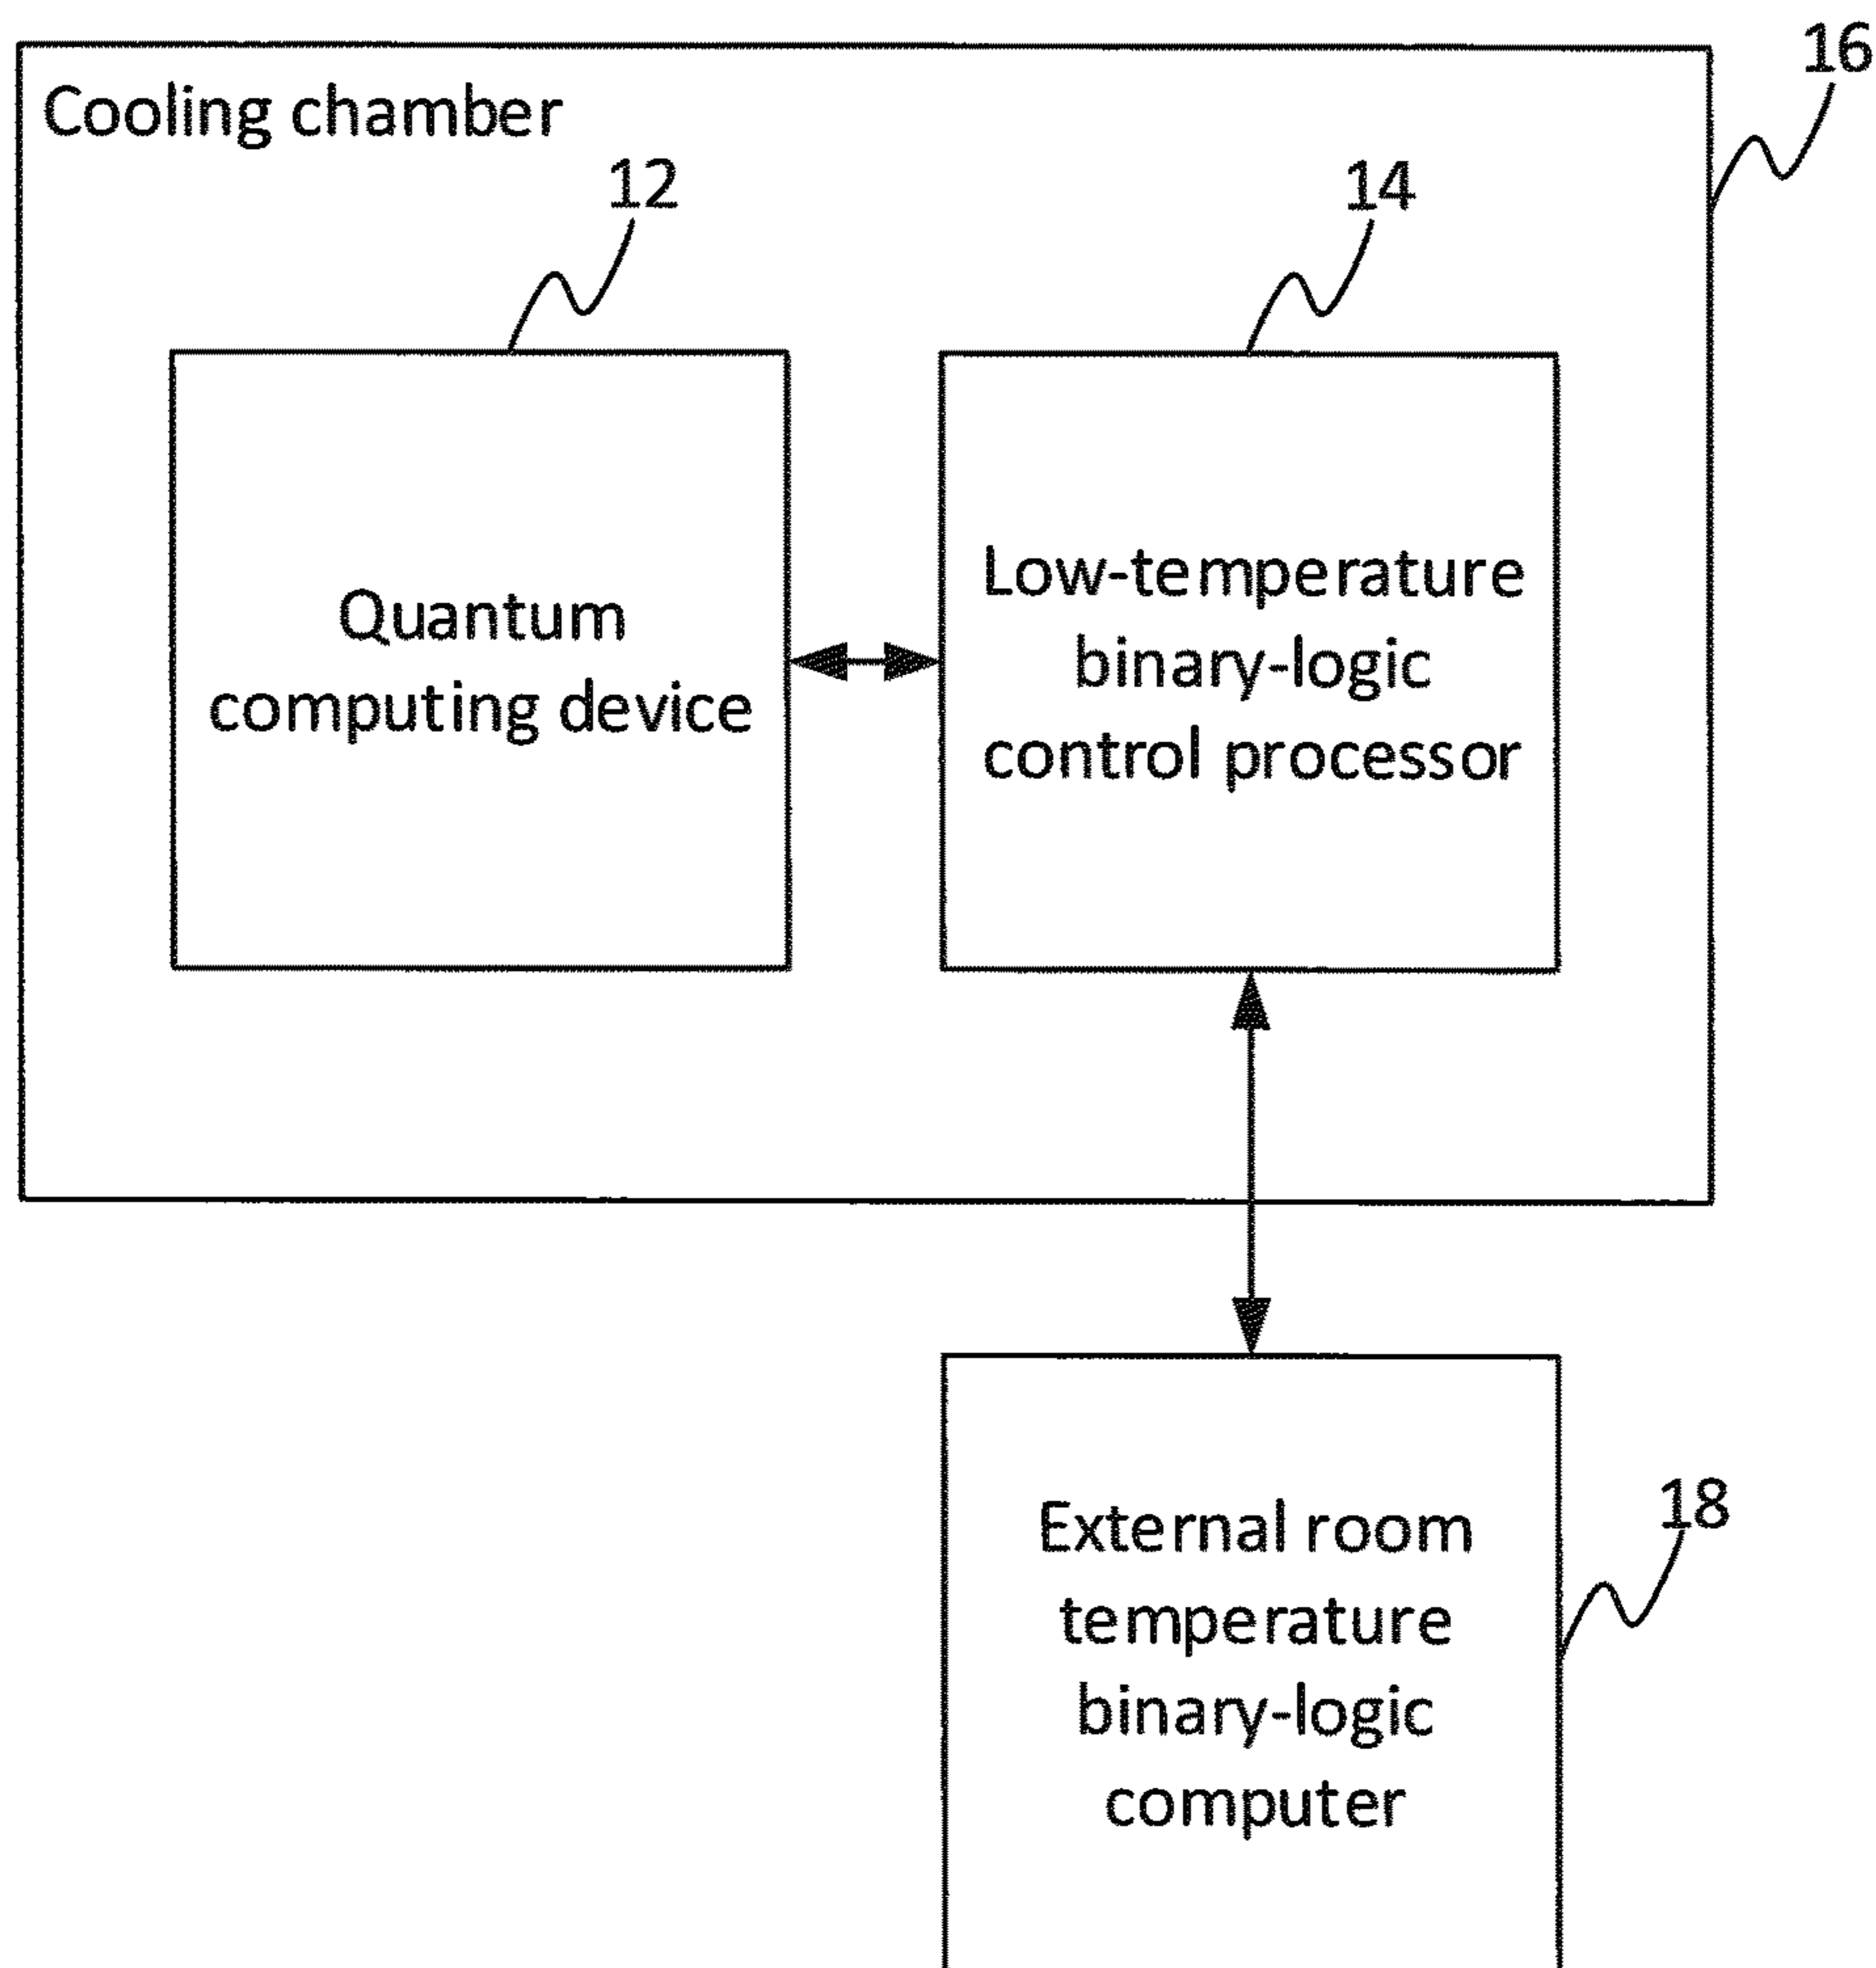 16
Cooling chamber
12
14
Quantum
computing device
Low-temperature
binary-logic
control processor
External room
temperature
binary-logic
computer
18